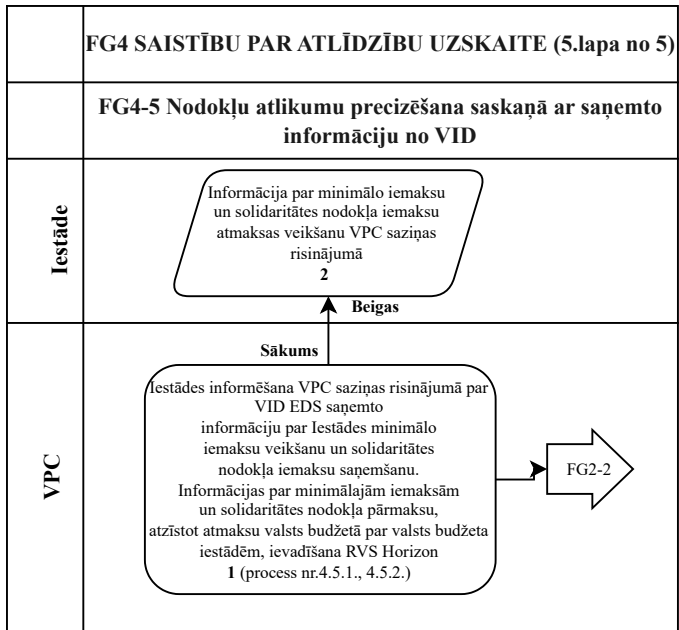 FG4 SAISTĪBU PAR ATLĪDZĪBU UZSKAITE (5.lapa no 5)
FG4-5 Nodokļu atlikumu precizēšana saskaņā ar saņemto
informāciju no VID
Iestāde
Informācija par minimālo iemaksu
un solidaritātes nodokļa iemaksu
atmaksas veikšanu VPC saziņas
risinājumā
2
Beigas
VPC
Sākums
Iestādes informēšana VPC saziņas risinājumā par
VID EDS saņemto
informāciju par Iestādes minimālo
iemaksu veikšanu un solidaritātes
nodokļa iemaksu saņemšanu.
Informācijas par minimālajām iemaksām
un solidaritātes nodokļa pārmaksu,
atzīstot atmaksu valsts budžetā par valsts budžeta
iestādēm, ievadīšana RVS Horizon
1 (process nr.4.5.1., 4.5.2.)
FG2-2